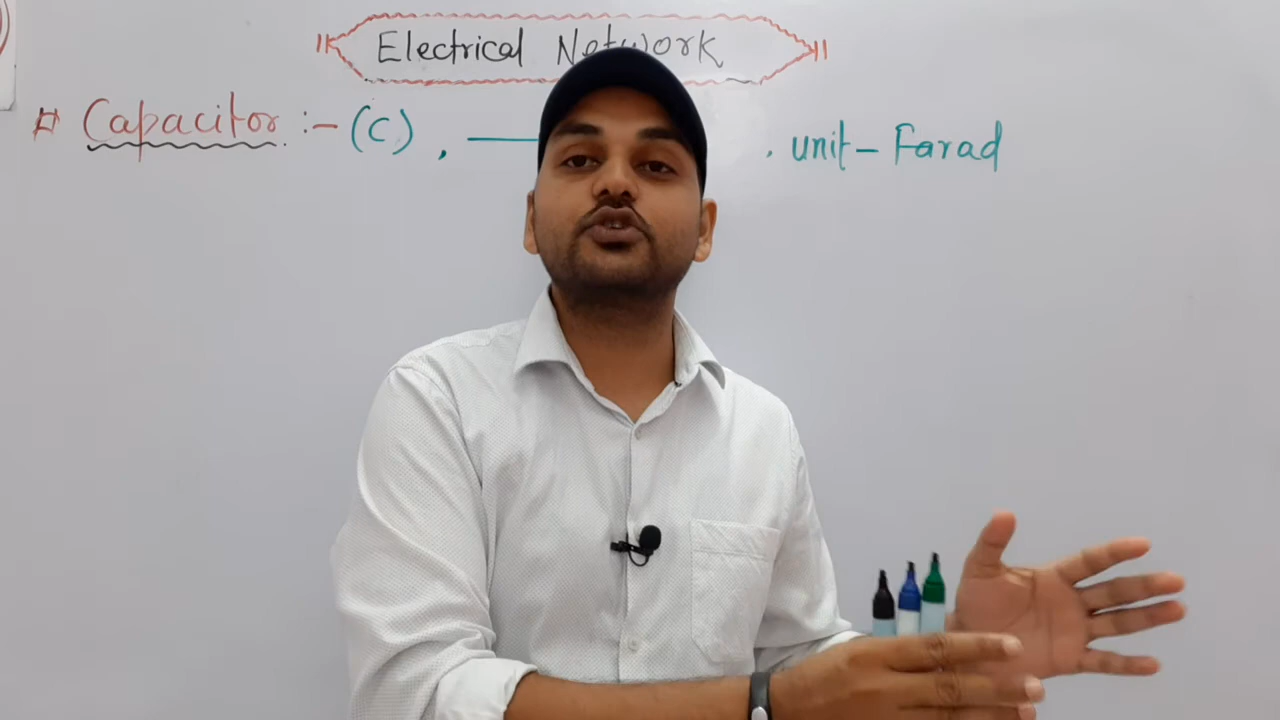 Electrical Network
Capacitor :- (C) , unit - Farad